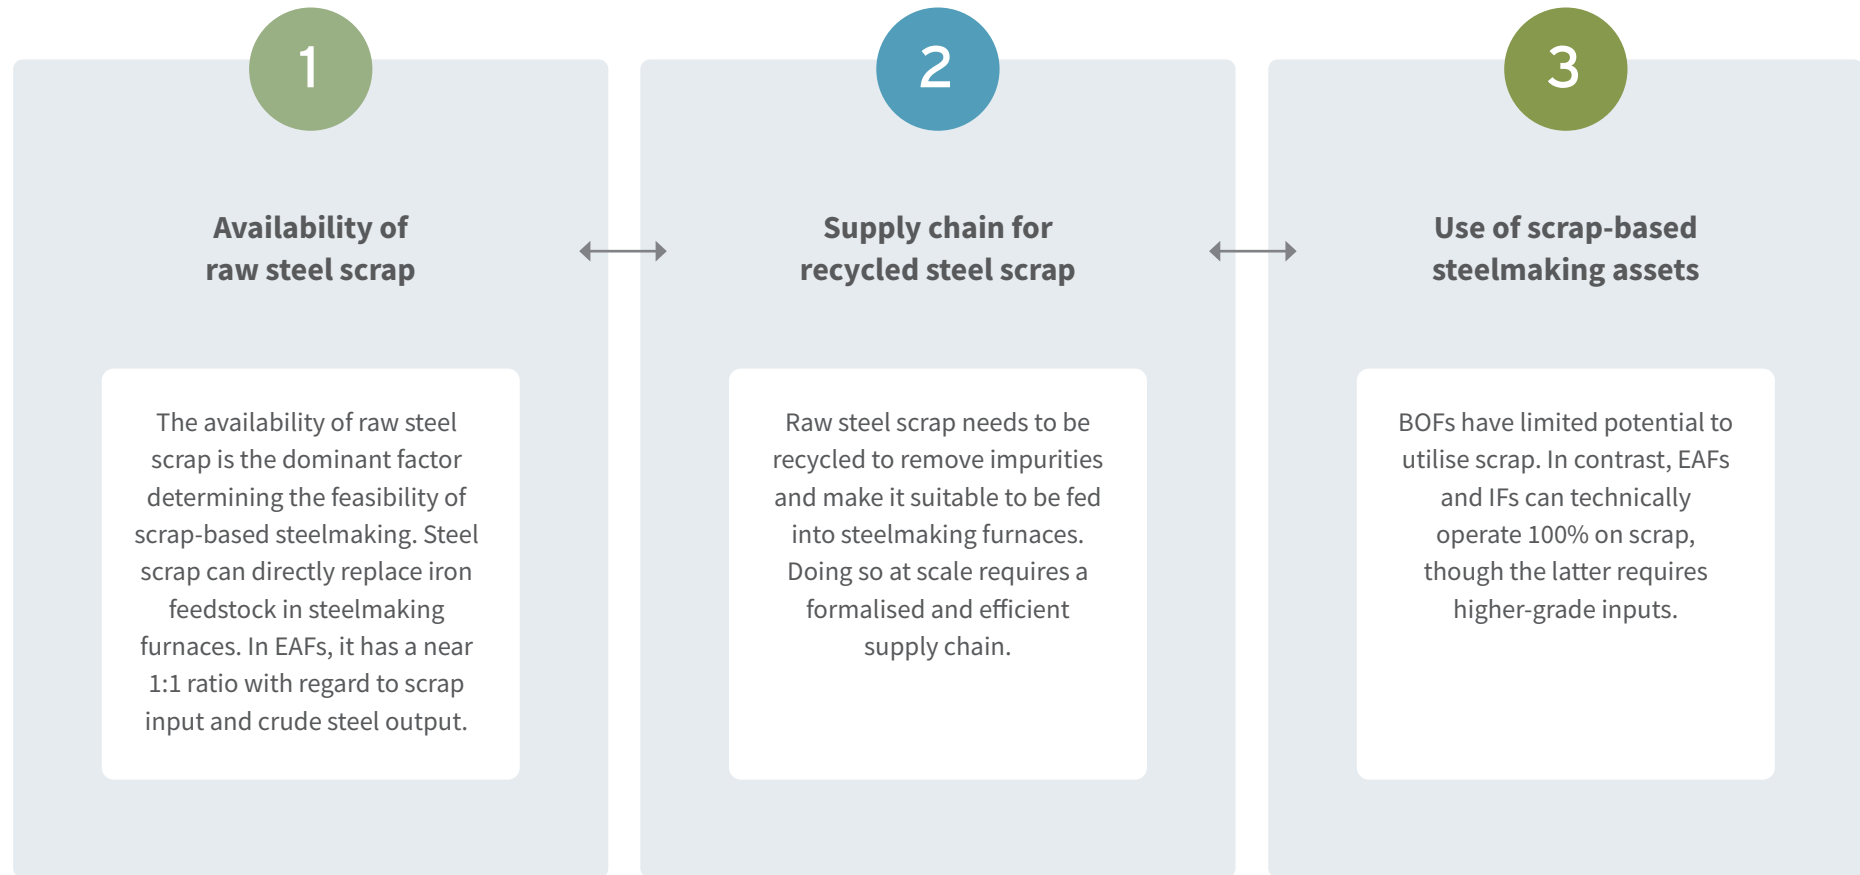 1
Availability of
raw steel scrap
The availability of raw steel
scrap is the dominant factor
determining the feasibility of
scrap-based steelmaking. Steel
scrap can directly replace iron
feedstock in steelmaking
furnaces. In EAFs, it has a near
1:1 ratio with regard to scrap
input and crude steel output.
2
Supply chain for
recycled steel scrap
Raw steel scrap needs to be
recycled to remove impurities
and make it suitable to be fed
into steelmaking furnaces.
Doing so at scale requires a
formalised and efficient
supply chain.
3
Use of scrap-based
steelmaking assets
BOFs have limited potential to
utilise scrap. In contrast, EAFs
and IFs can technically
operate 100% on scrap,
though the latter requires
higher-grade inputs.